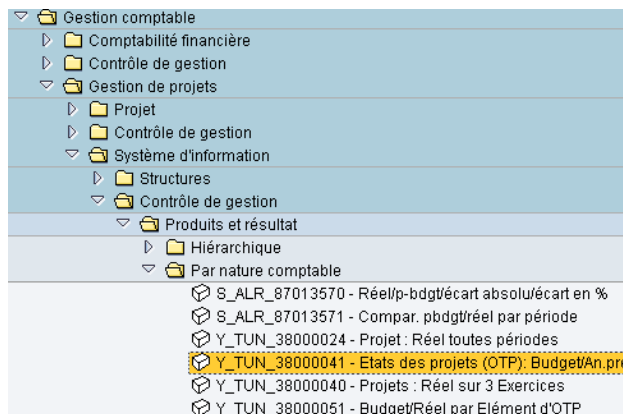 Gestion comptable
Comptabilité financière
Contrôle de gestion
Gestion de projets
Projet
Contrôle de gestion
Système d'information
Structures
Contrôle de gestion
Produits et résultat
Hiérarchique
Par nature comptable
S_ALR_87013570 - Réel/p-bdgt/écart absolu/écart en %
S_ALR_87013571 - Compar. pbdgt/réel par période
Y_TUN_38000024 - Projet : Réel toutes périodes
Y_TUN_38000041 - Etats des projets (OTP): Budget/An.pre
Y_TUN_38000040 - Projets : Réel sur 3 Exercices
Y_TUN_38000051 - Budget/Réel par Elément d'OTP